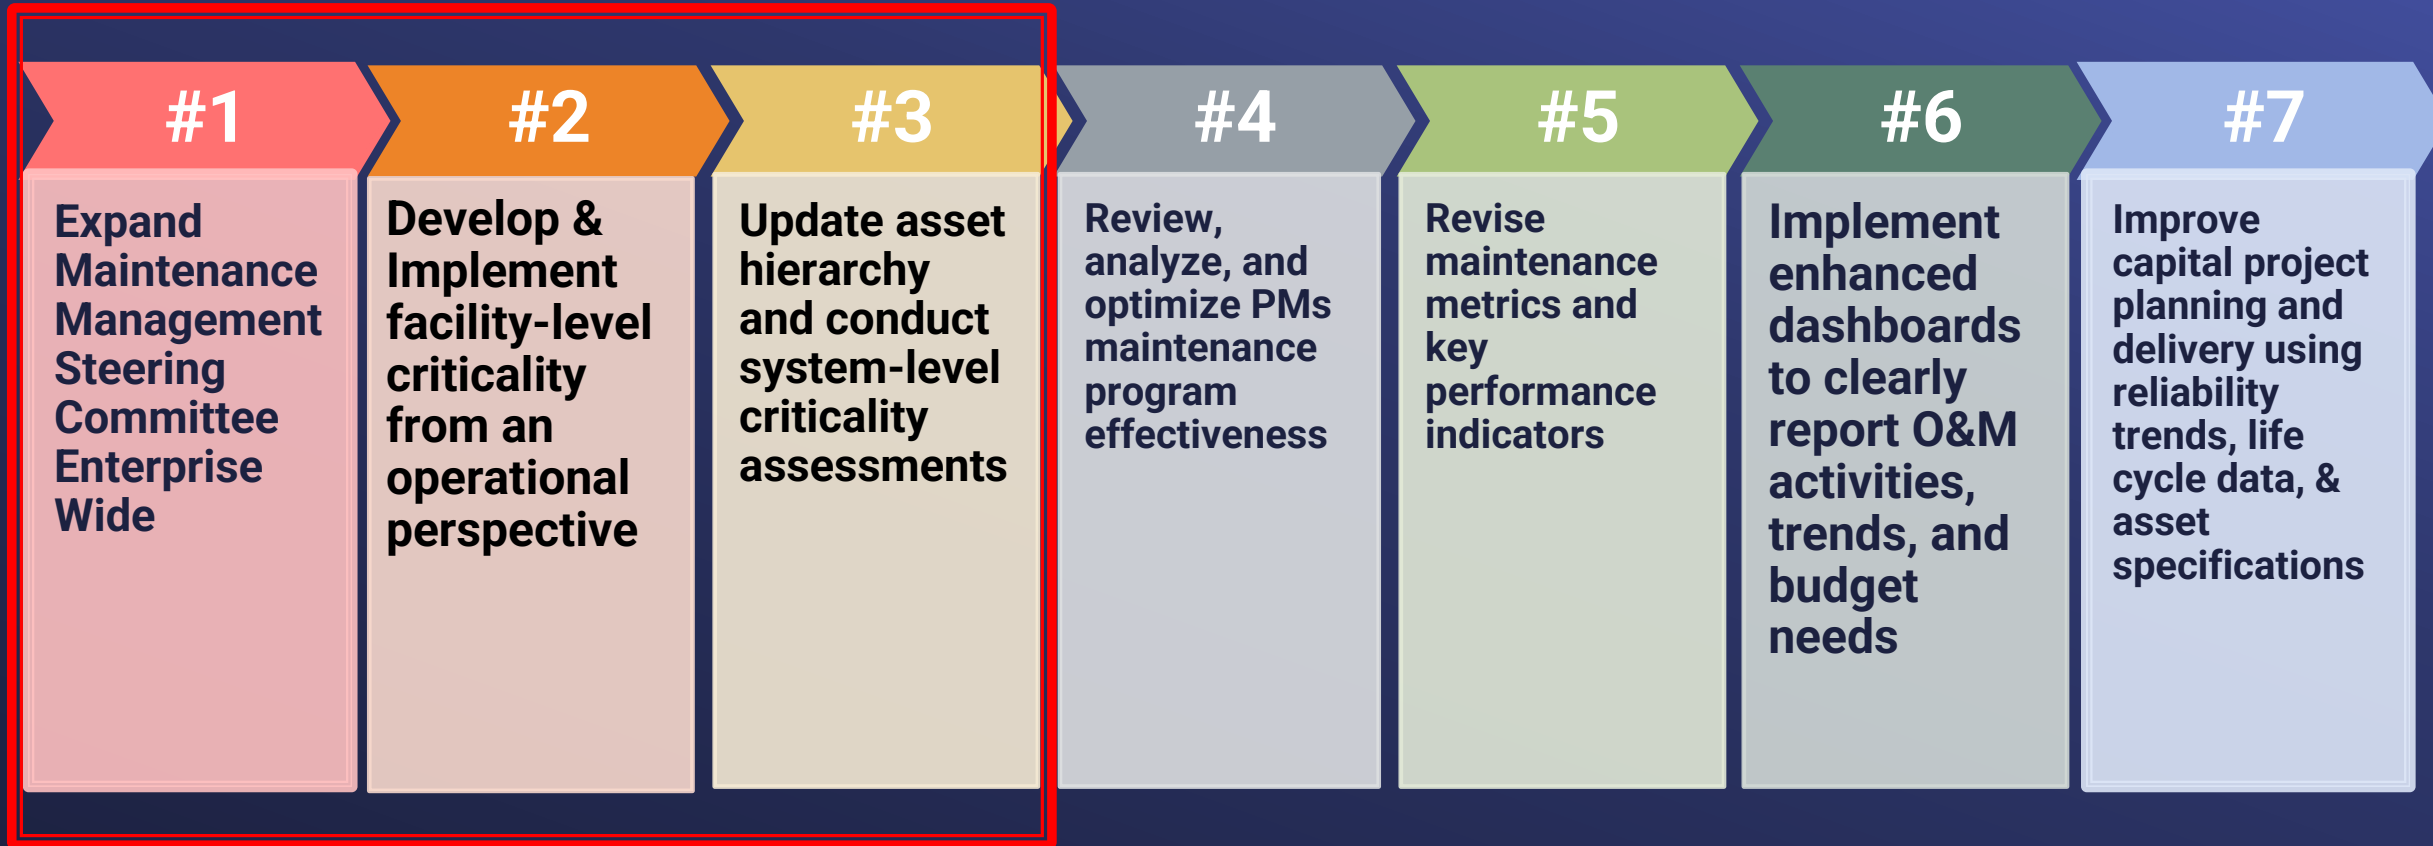 #1
Expand
Maintenance
Management
Steering
Committee
Enterprise
Wide
#2
Develop &
Implement
facility-level
criticality
from an
operational
perspective
#3
Update asset
hierarchy
and conduct
system-level
criticality
assessments
#4
Review,
analyze, and
optimize PMs
maintenance
program
effectiveness
#5
Revise
maintenance
metrics and
key
performance
indicators
#6
Implement
enhanced
dashboards
to clearly
report O&M
activities,
trends, and
budget
needs
#7
Improve
capital project
planning and
delivery using
reliability
trends, life
cycle data, &
asset
specifications